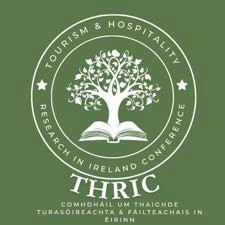 TOURISM & HOSPITALITY
RESEARCH IN IRELAND CONFERENCE
THRIC
COMHDHÁIL UM THAIGHDE
TURASÓIREACHTA & FÁILTEACHAIS IN
ÉIRINN